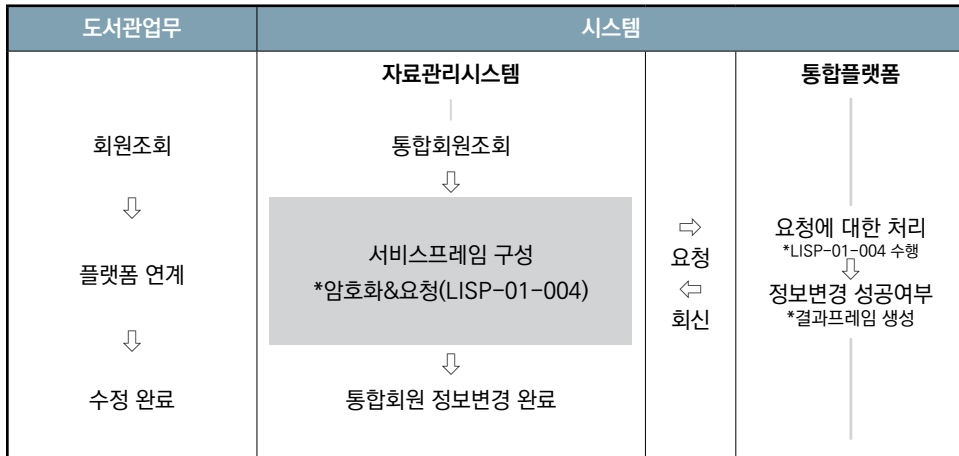 도서관업무
시스템
자료관리시스템
통합플랫폼
회원조회
통합회원조회
⇩
⇩
플랫폼 연계
서비스프레임 구성
*암호화&요청(LISP-01-004)
⇨
요청
⇦
회신
요청에 대한 처리
*LISP-01-004 수행
⇩
정보변경 성공여부
*결과프레임 생성
⇩
⇩
수정 완료
통합회원 정보변경 완료